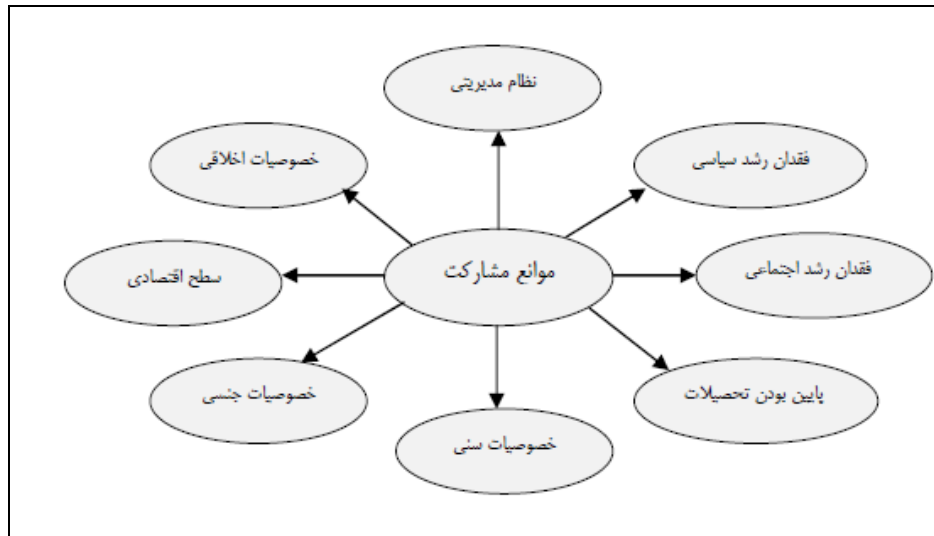 نظام مدیریتی
فقدان رشد سیاسی
خصوصیات اخلاقی
موانع مشارکت
فقدان رشد اجتماعی
سطح اقتصادی
پایین بودن تحصیلات
خصوصیات جنسی
خصوصیات سنی